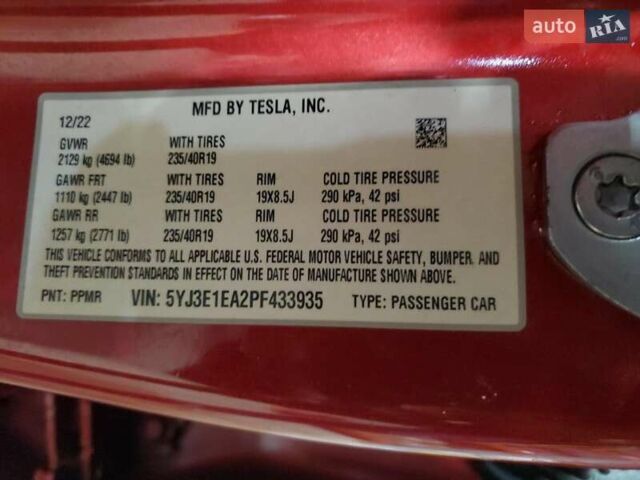 auto RIA.com
MFD BY TESLA, INC.
12/22
GVWR WITH TIRES
2129 kg (4694 lb) 235/40R19
GAWR FRT WITH TIRES RIM COLD TIRE PRESSURE
1110 kg (2447 lb) 235/40R19 19X8.5J 290 kPa, 42 psi
GAWR RR WITH TIRES RIM COLD TIRE PRESSURE
1257 kg (2771 lb) 235/40R19 19X8.5J 290 kPa, 42 psi
THIS VEHICLE CONFORMS TO ALL APPLICABLE U.S. FEDERAL MOTOR VEHICLE SAFETY, BUMPER, AND
THEFT PREVENTION STANDARDS IN EFFECT ON THE DATE OF MANUFACTURE SHOWN ABOVE.
PNT: PPMR VIN: 5YJ3E1EA2PF433935 TYPE: PASSENGER CAR